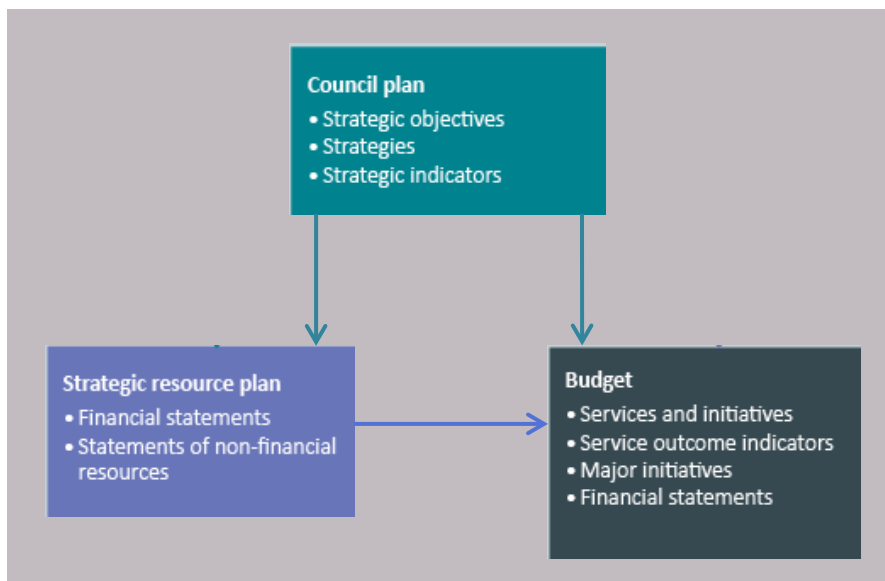 Council plan
• Strategic objectives
• Strategies
• Strategic indicators
Strategic resource plan
• Financial statements
• Statements of non-financial
resources
Budget
• Services and initiatives
• Service outcome indicators
• Major initiatives
• Financial statements